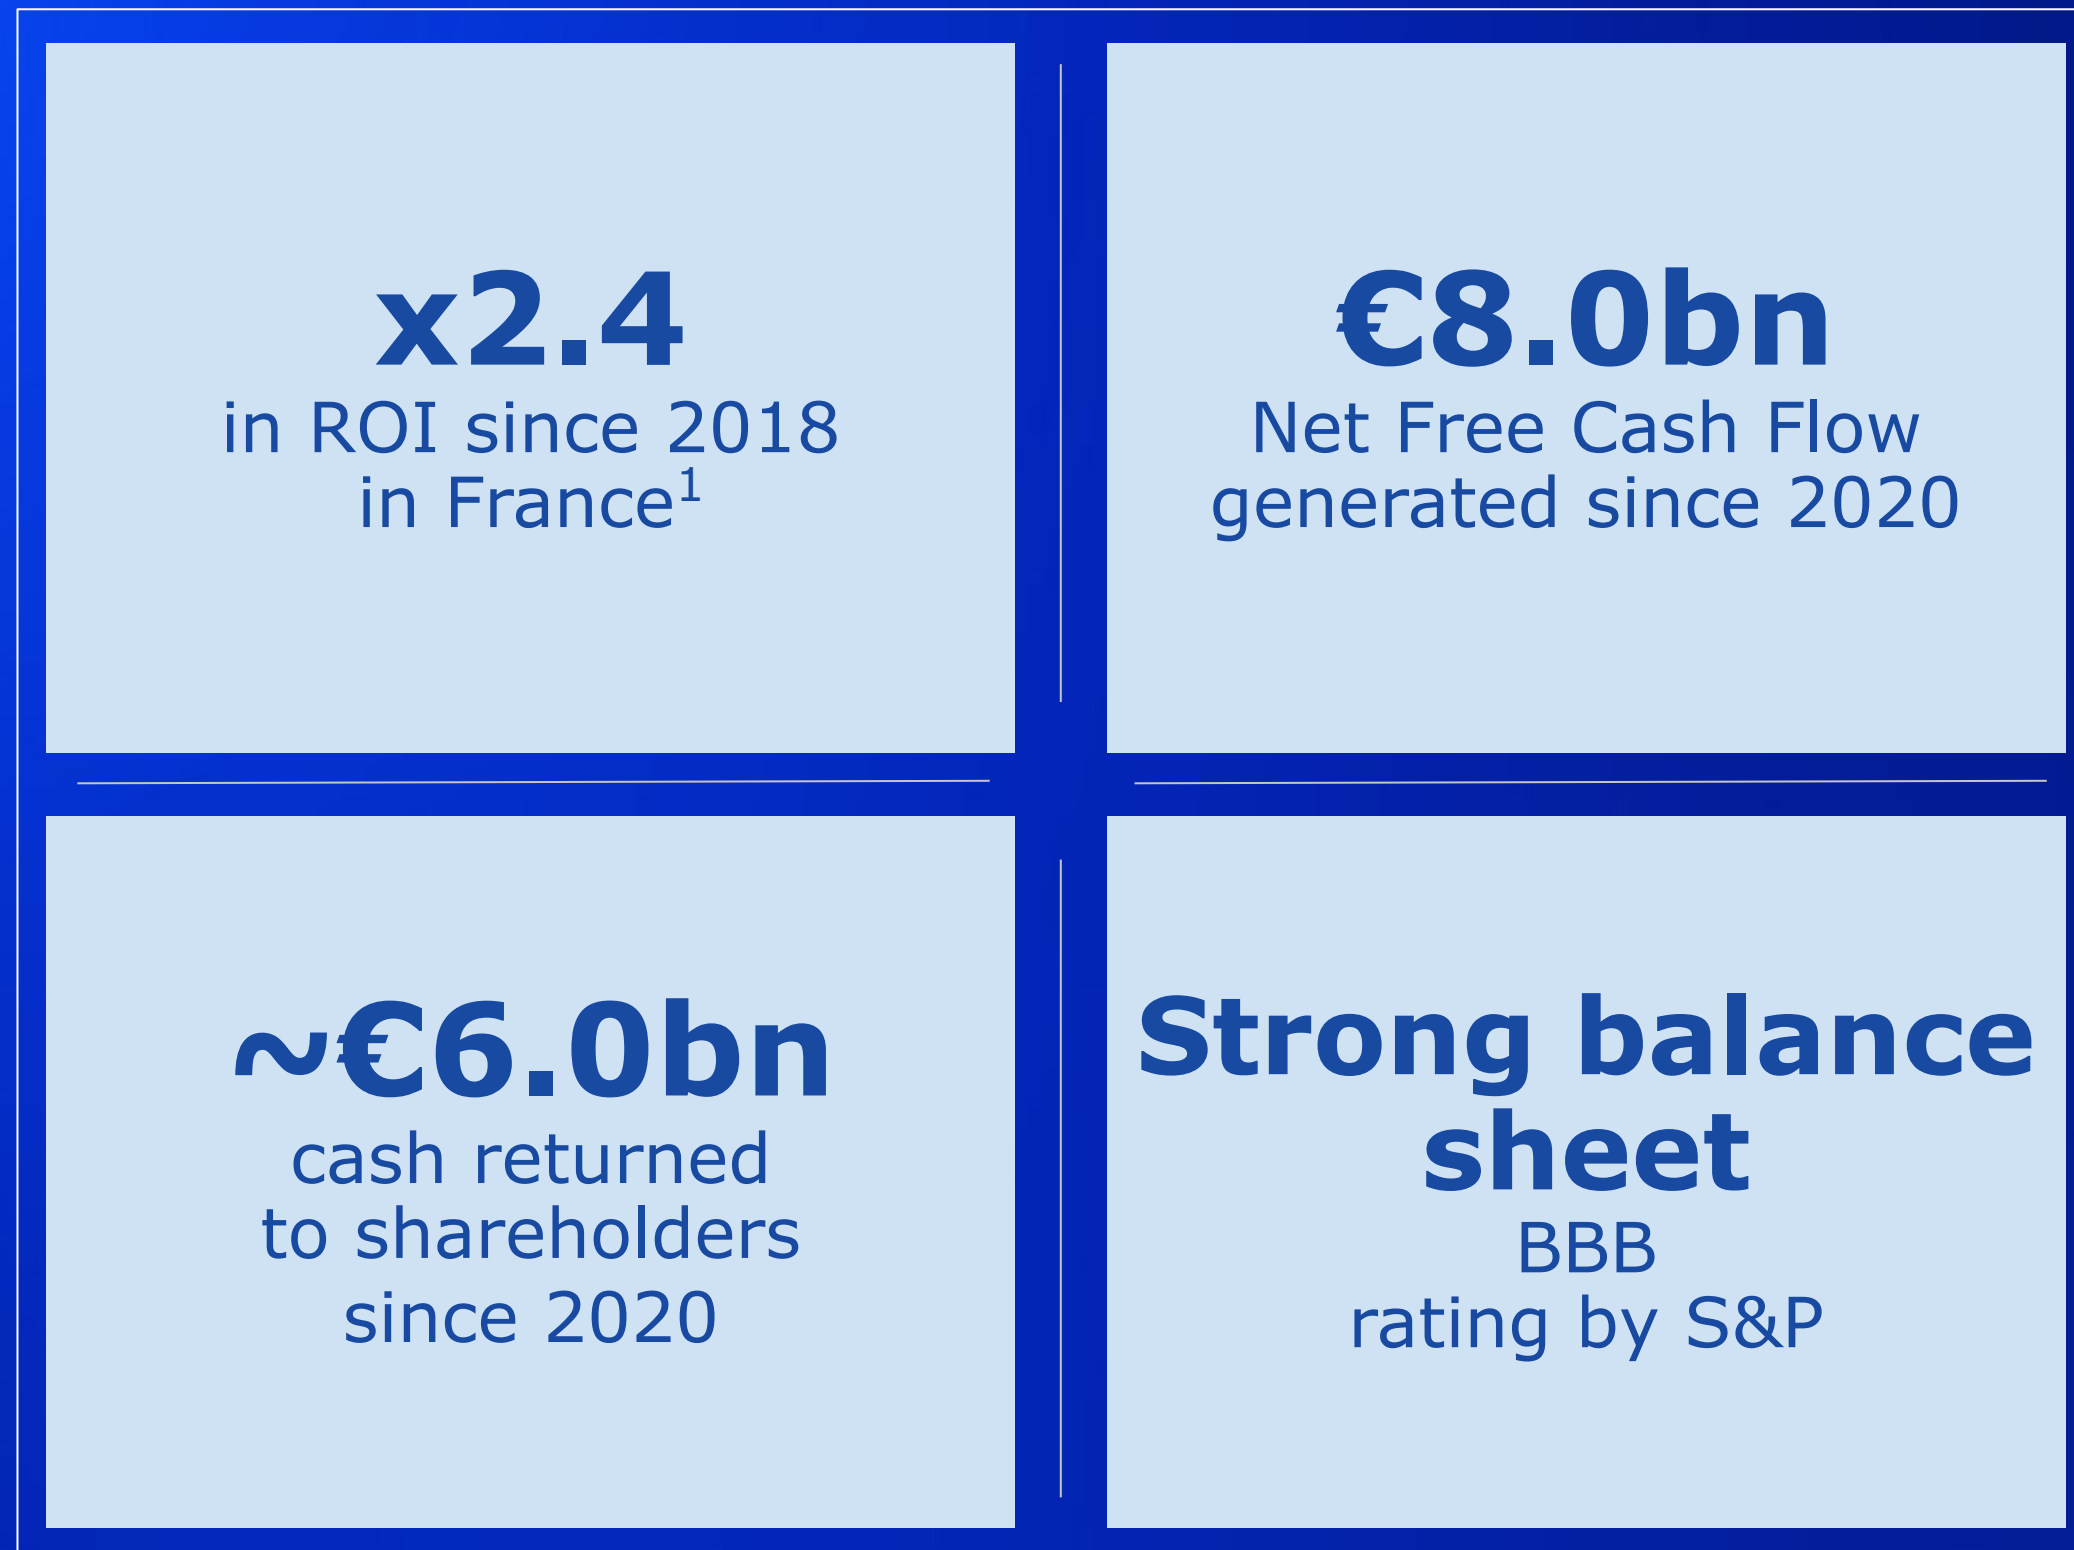 x2.4
in ROI since 2018
in France¹
€8.0bn
Net Free Cash Flow
generated since 2020
~€6.0bn
cash returned
to shareholders
since 2020
Strong balance
sheet
BBB
rating by S&P